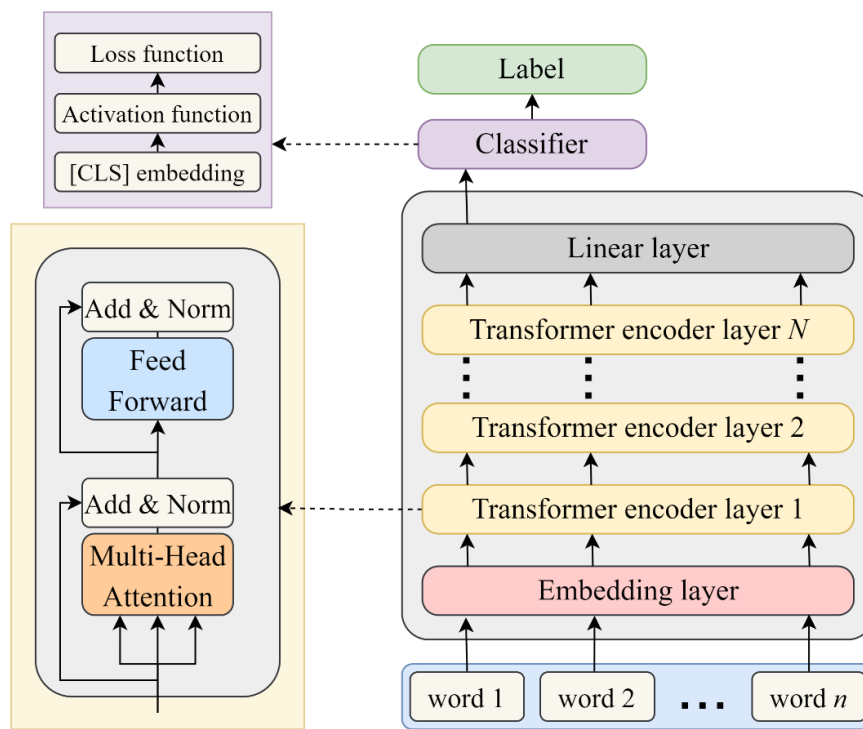 Loss function
Activation function
[CLS] embedding
Label
Classifier
Linear layer
Transformer encoder layer N
Transformer encoder layer 2
Transformer encoder layer 1
Embedding layer
word 1 word 2 ... word n
Add & Norm
Feed
Forward
Add & Norm
Multi-Head
Attention